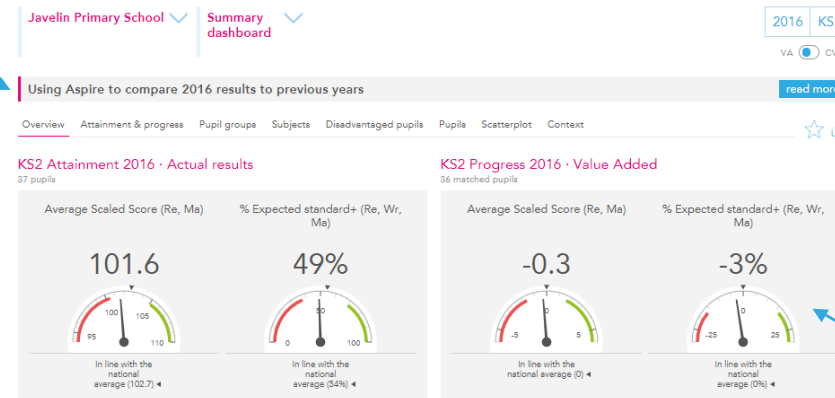 Javelin Primary School
Summary
dashboard
2016
VA
Using Aspire to compare 2016 results to previous years
read more
Overview Attainment & progress Pupil groups Subjects Disadvantaged pupils Pupils Scatterplot Context
KS2 Attainment 2016 · Actual results
37 pupils
Average Scaled Score (Re, Ma)
% Expected standard+ (Re, Wr,
Ma)
101.6
49%
95 100 105 110
0 50 100
In line with the
national
average (102.7)
In line with the
national
average (54%)
KS2 Progress 2016 · Value Added
36 matched pupils
Average Scaled Score (Re, Ma)
% Expected standard+ (Re, Wr,
Ma)
-0.3
-3%
-5 0 5
-25 0 25
In line with the
national average (0)
In line with the
national
average (0%)